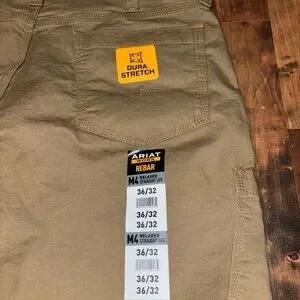 DURA
STRETCH
ARIAT
WORK
REBAR
M4 RELAXED
STRAIGHT LEG
36/32
36/32
36/32
M4 RELAXED
STRAIGHT LEG
36/32
36/32
36/32